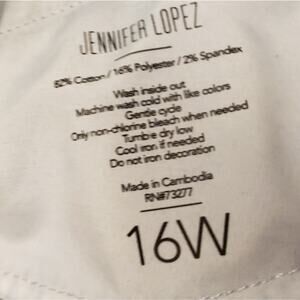 JENNIFER LOPEZ
82% Cotton / 16% Polyester / 2% Spandex
Wash inside out
Machine wash cold with like colors
Gentle cycle
Only non-chlorine bleach when needed
Tumble dry low
Cool iron if needed
Do not iron decoration
Made in Cambodia
RN#73277
16W